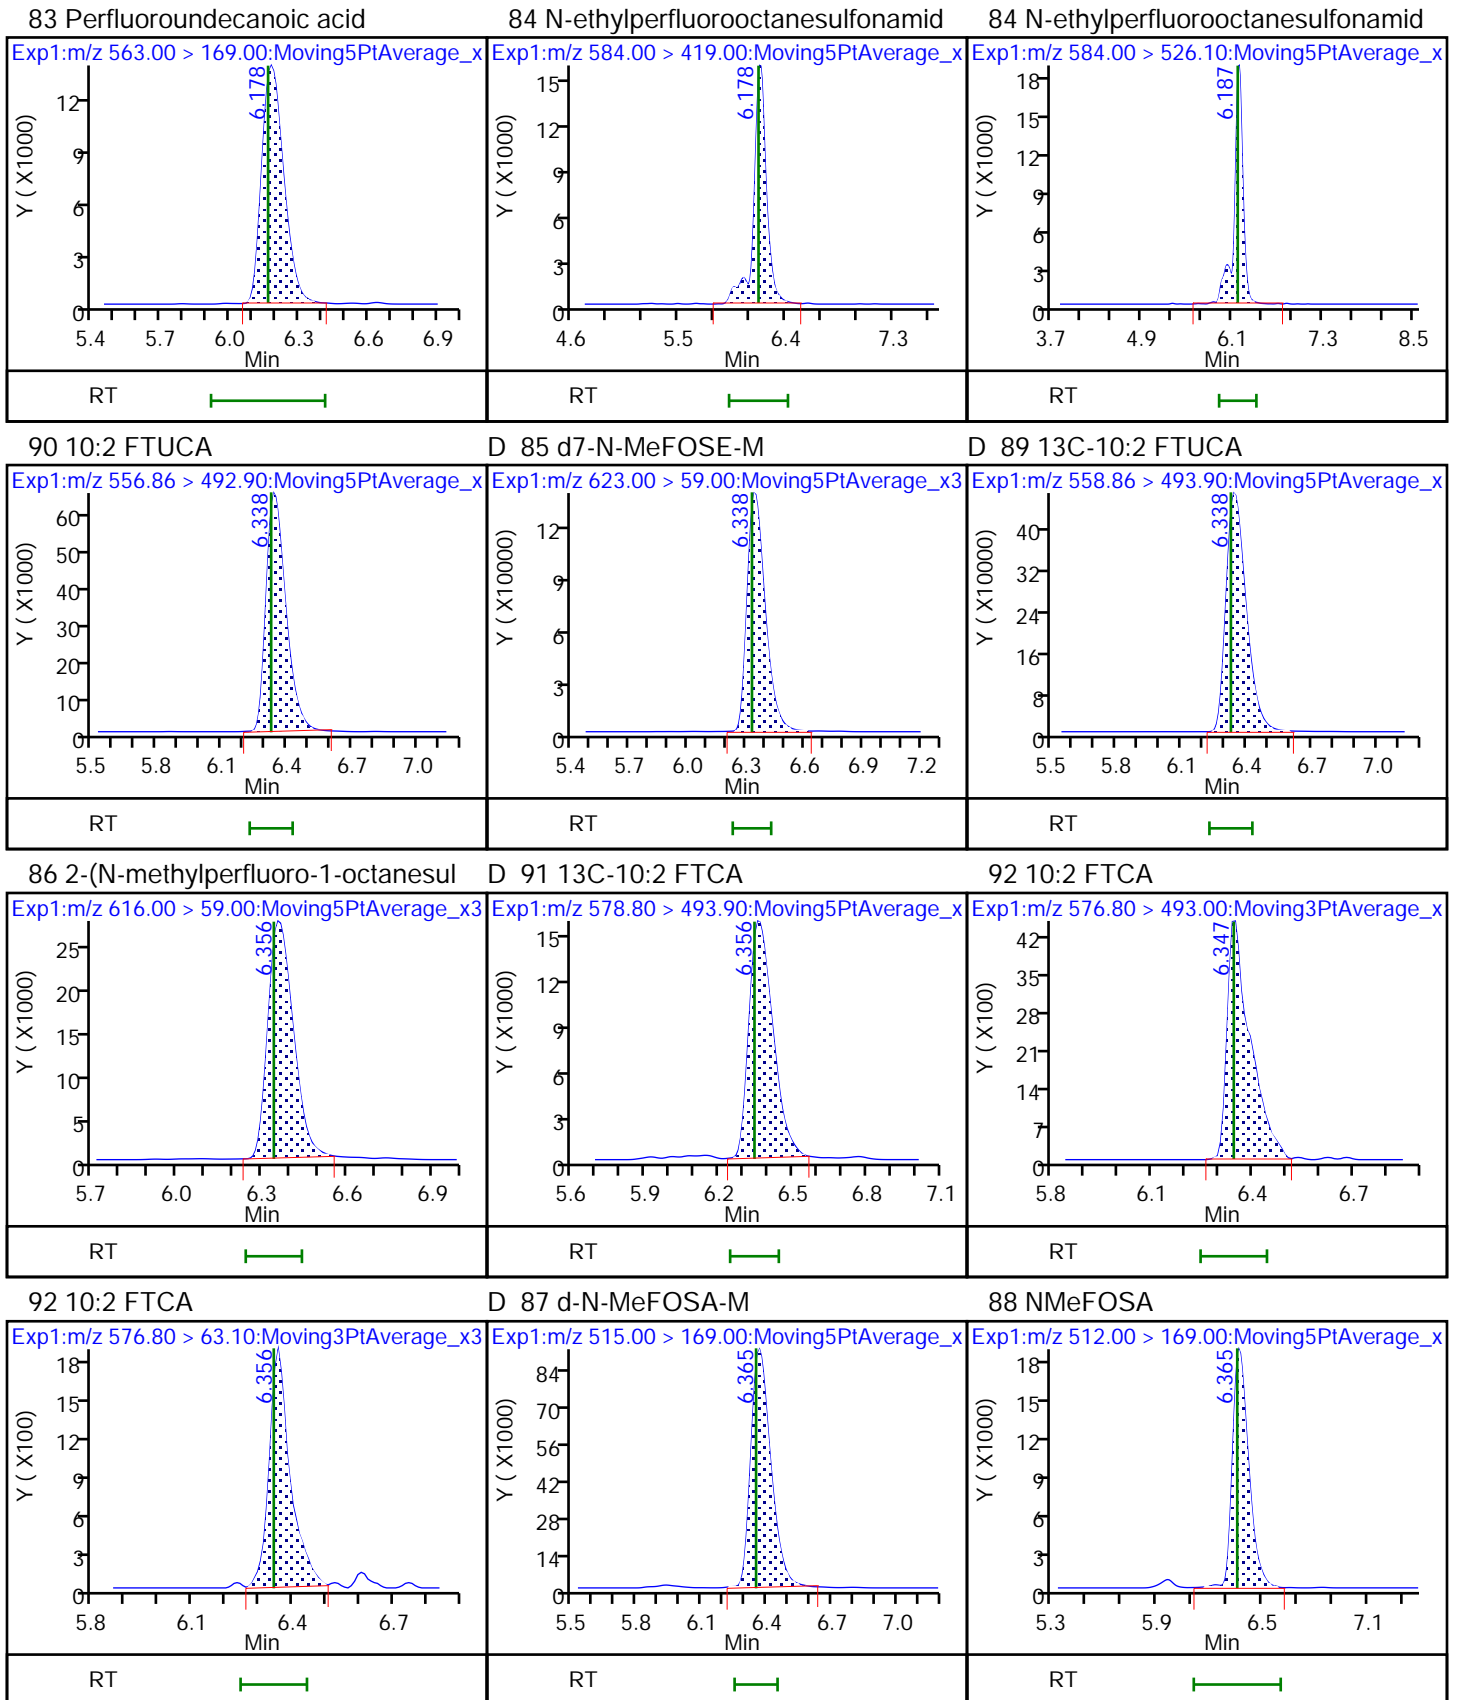 83 Perfluoroundecanoic acid
Exp1:m/z 563.00 > 169.00:Moving5PtAverage_x
6.178
Y ( X1000)
12
9
6
3
0
5.4 5.7 6.0 6.3 6.6 6.9
Min
RT
84 N-ethylperfluorooctanesulfonamid
Exp1:m/z 584.00 > 419.00:Moving5PtAverage_x
6.178
Y ( X1000)
15
12
9
6
3
0
4.6 5.5 6.4 7.3
Min
RT
84 N-ethylperfluorooctanesulfonamid
Exp1:m/z 584.00 > 526.10:Moving5PtAverage_x
6.187
Y ( X1000)
18
15
12
9
6
3
0
3.7 4.9 6.1 7.3 8.5
Min
RT
90 10:2 FTUCA
Exp1:m/z 556.86 > 492.90:Moving5PtAverage_x
6.338
Y ( X10000)
60
50
40
30
20
10
0
5.5 5.8 6.1 6.4 6.7 7.0
Min
RT
D 85 d7-N-MeFOSE-M
Exp1:m/z 623.00 > 59.00:Moving5PtAverage_x3
6.338
Y ( X10000)
12
9
6
3
0
5.4 5.7 6.0 6.3 6.6 6.9 7.2
Min
RT
D 89 13C-10:2 FTUCA
Exp1:m/z 558.86 > 493.90:Moving5PtAverage_x
6.338
Y ( X10000)
40
32
24
16
8
0
5.5 5.8 6.1 6.4 6.7 7.0
Min
RT
86 2-(N-methylperfluoro-1-octanesul
Exp1:m/z 616.00 > 59.00:Moving5PtAverage_x3
6.356
Y ( X1000)
25
20
15
10
5
0
5.7 6.0 6.3 6.6 6.9
Min
RT
D 91 13C-10:2 FTCA
Exp1:m/z 578.80 > 493.90:Moving5PtAverage_x
6.356
Y ( X1000)
15
12
9
6
3
0
5.6 5.9 6.2 6.5 6.8 7.1
Min
RT
92 10:2 FTCA
Exp1:m/z 576.80 > 493.00:Moving3PtAverage_x
6.347
Y ( X100)
42
35
28
21
14
7
0
5.8 6.1 6.4 6.7
Min
RT
92 10:2 FTCA
Exp1:m/z 576.80 > 63.10:Moving3PtAverage_x3
6.356
Y ( X100)
18
15
12
9
6
3
0
5.8 6.1 6.4 6.7
Min
RT
D 87 d-N-MeFOSA-M
Exp1:m/z 515.00 > 169.00:Moving5PtAverage_x
6.365
Y ( X1000)
84
70
56
42
28
14
0
5.5 5.8 6.1 6.4 6.7 7.0
Min
RT
88 NMeFOSA
Exp1:m/z 512.00 > 169.00:Moving5PtAverage_x
6.365
Y ( X1000)
18
15
12
9
6
3
0
5.3 5.9 6.5 7.1
Min
RT